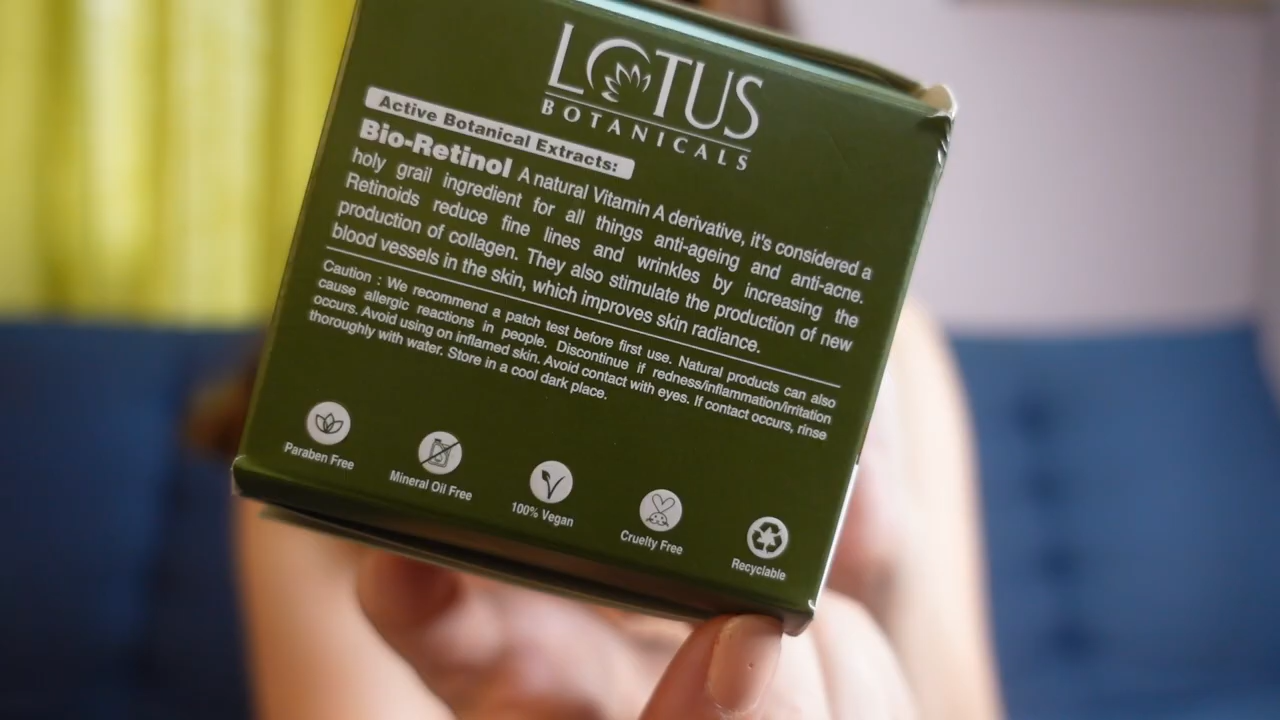 LOTUS
BOTANICALS
Active Botanical Extracts:
Bio-Retinol A natural Vitamin A derivative, it's considered a
holy grail ingredient for all things anti-ageing and anti-acne.
Retinoids reduce fine lines and wrinkles by increasing the
production of collagen. They also stimulate the production of new
blood vessels in the skin, which improves skin radiance.
Caution : We recommend a patch test before first use. Natural products can also
cause allergic reactions in people. Discontinue if redness/inflammation/irritation
occurs. Avoid using on inflamed skin. Avoid contact with eyes. If contact occurs, rinse
thoroughly with water. Store in a cool dark place.
Paraben Free
Mineral Oil Free
100% Vegan
Cruelty Free
Recyclable